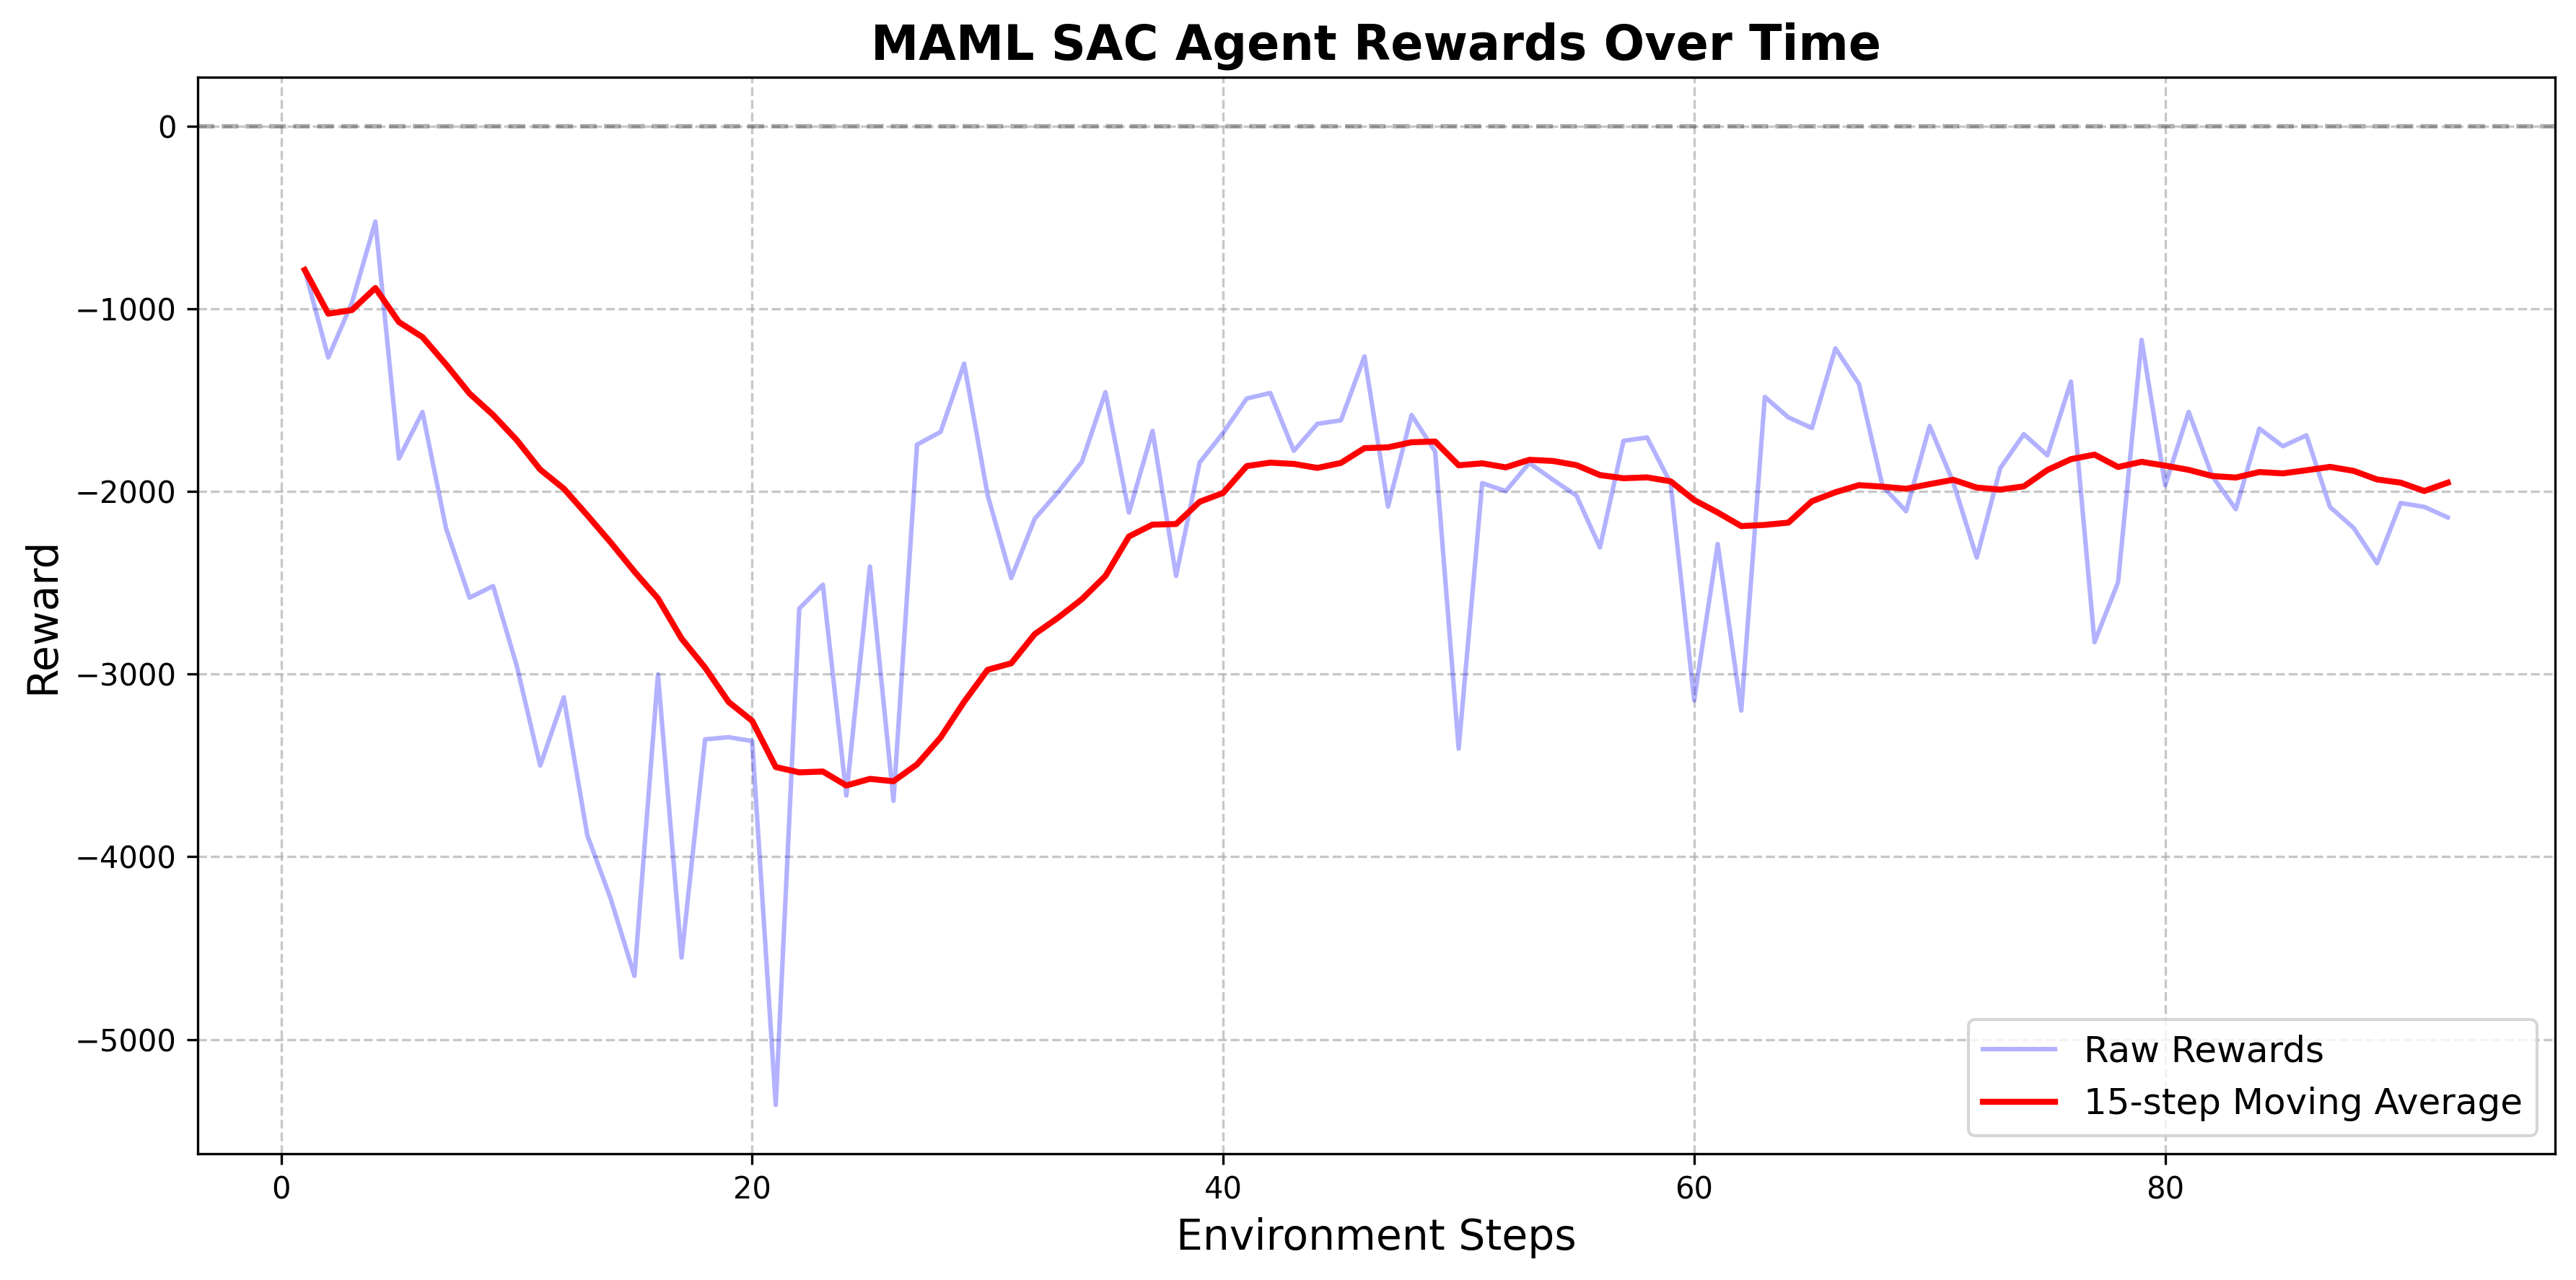 MAML SAC Agent Rewards Over Time
0
−1000
−2000
−3000
−4000
−5000
Reward
0 20 40 60 80
Environment Steps
Raw Rewards
15-step Moving Average